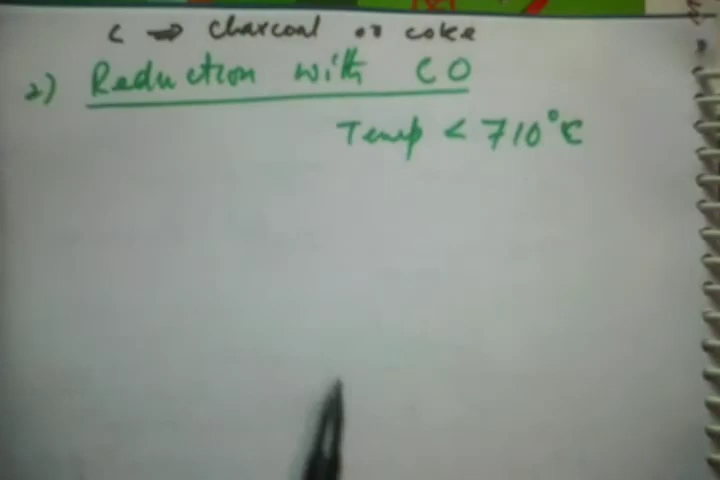 C ⇒ Charcoal or coke
2) Reduction with CO
Temp < 710°C